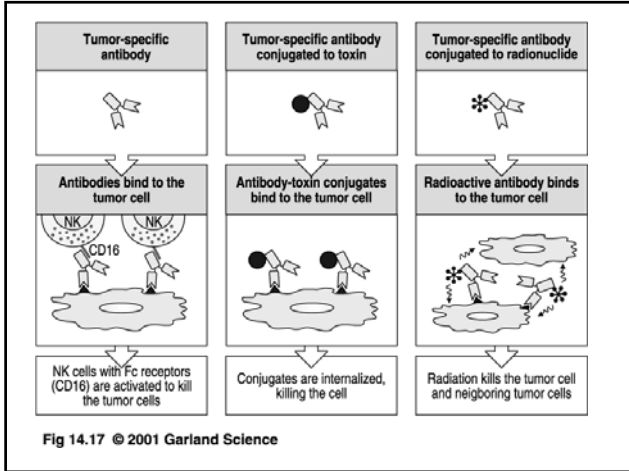 Tumor-specific
antibody
Tumor-specific antibody
conjugated to toxin
Tumor-specific antibody
conjugated to radionuclide
Antibodies bind to the
tumor cell
Antibody-toxin conjugates
bind to the tumor cell
Radioactive antibody binds
to the tumor cell
NK
NK
CD16
NK cells with Fc receptors
(CD16) are activated to kill
the tumor cells
Conjugates are internalized,
killing the cell
Radiation kills the tumor cell
and neigboring tumor cells
Fig 14.17 © 2001 Garland Science